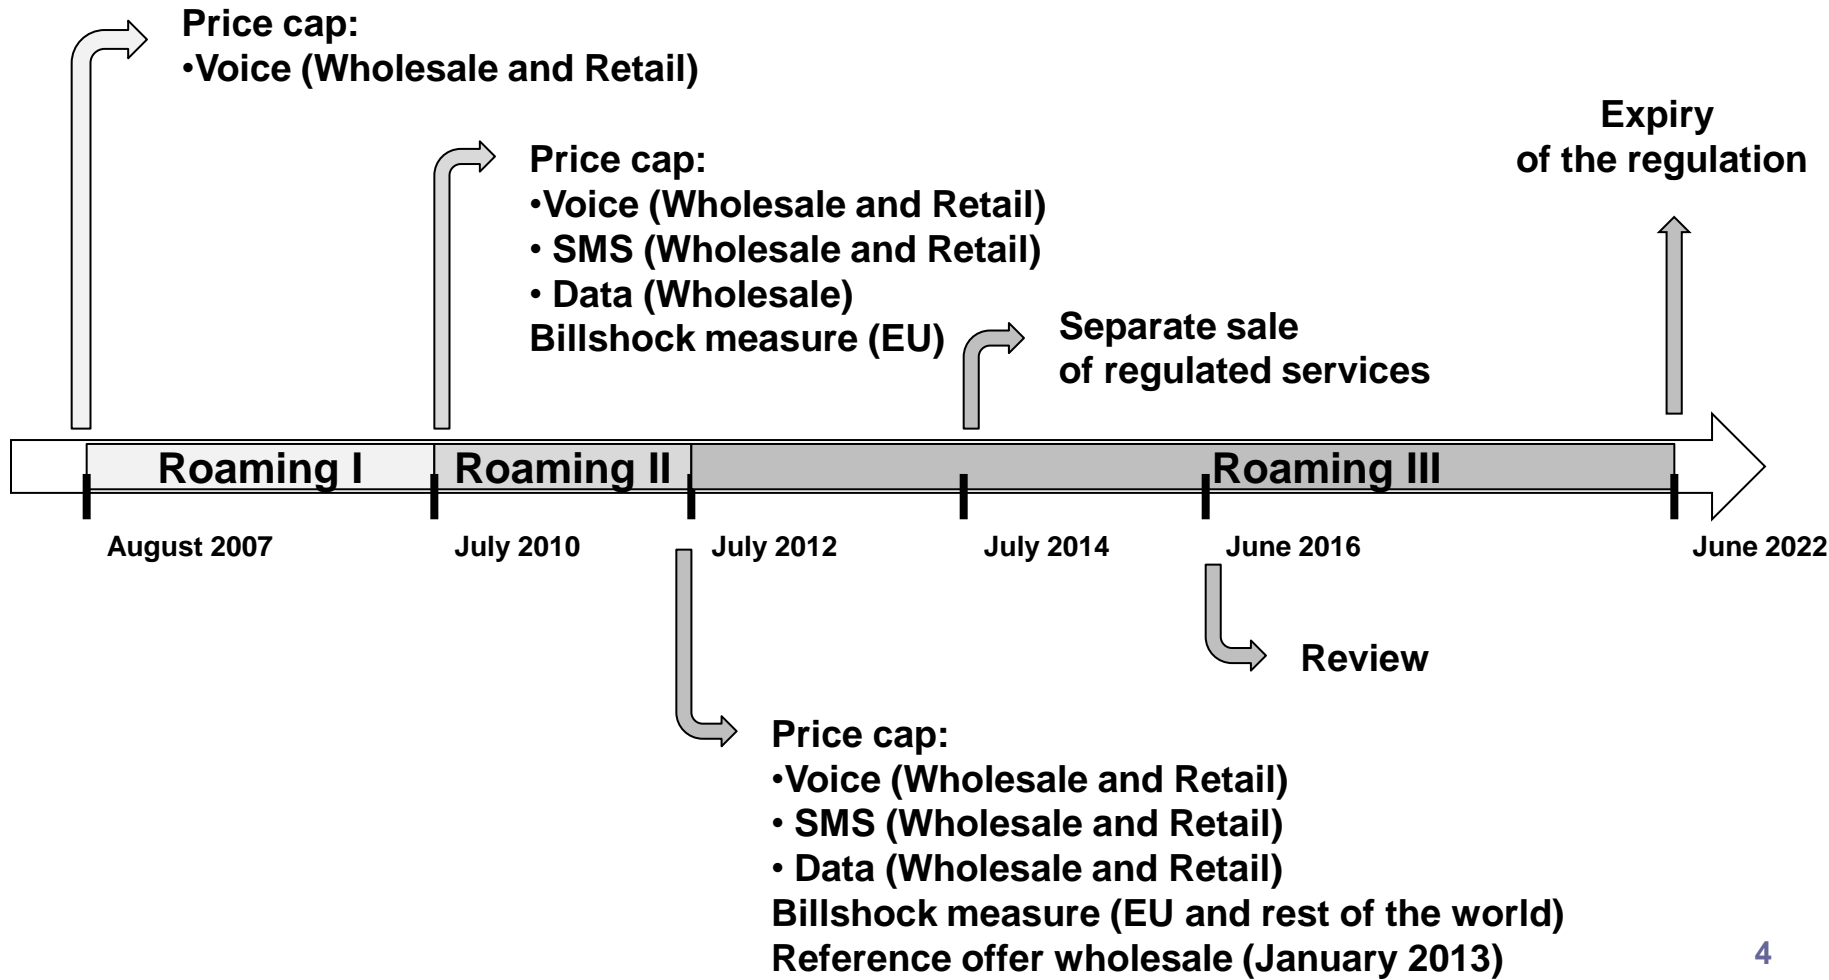 Price cap:
•Voice (Wholesale and Retail)
Expiry
of the regulation
Price cap:
•Voice (Wholesale and Retail)
• SMS (Wholesale and Retail)
• Data (Wholesale)
Billshock measure (EU)
Separate sale
of regulated services
Roaming I
Roaming II
Roaming III
August 2007
July 2010
July 2012
July 2014
June 2016
June 2022
Review
Price cap:
•Voice (Wholesale and Retail)
• SMS (Wholesale and Retail)
• Data (Wholesale and Retail)
Billshock measure (EU and rest of the world)
Reference offer wholesale (January 2013)
4